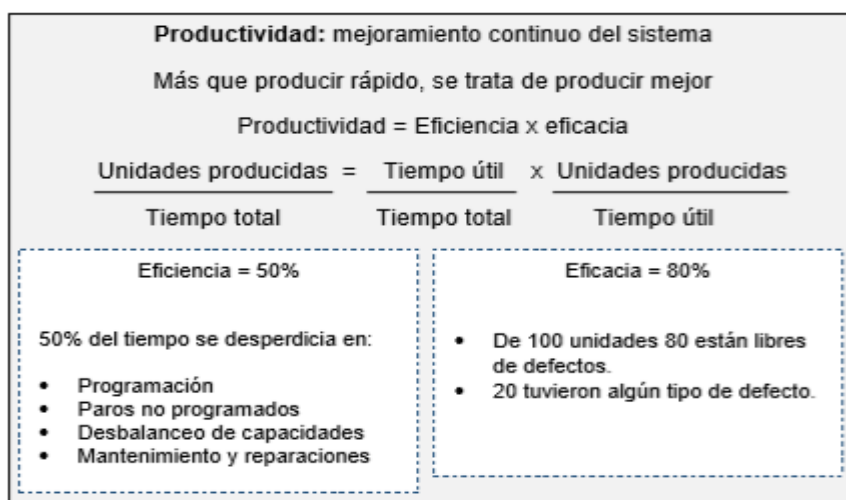 Productividad: mejoramiento continuo del sistema
Más que producir rápido, se trata de producir mejor
Productividad = Eficiencia x eficacia
Unidades producidas = Tiempo útil x Unidades producidas
Tiempo total Tiempo total Tiempo útil
Eficiencia = 50%
50% del tiempo se desperdicia en:
• Programación
• Paros no programados
• Desbalanceo de capacidades
• Mantenimiento y reparaciones
Eficacia = 80%
• De 100 unidades 80 están libres
de defectos.
• 20 tuvieron algún tipo de defecto.